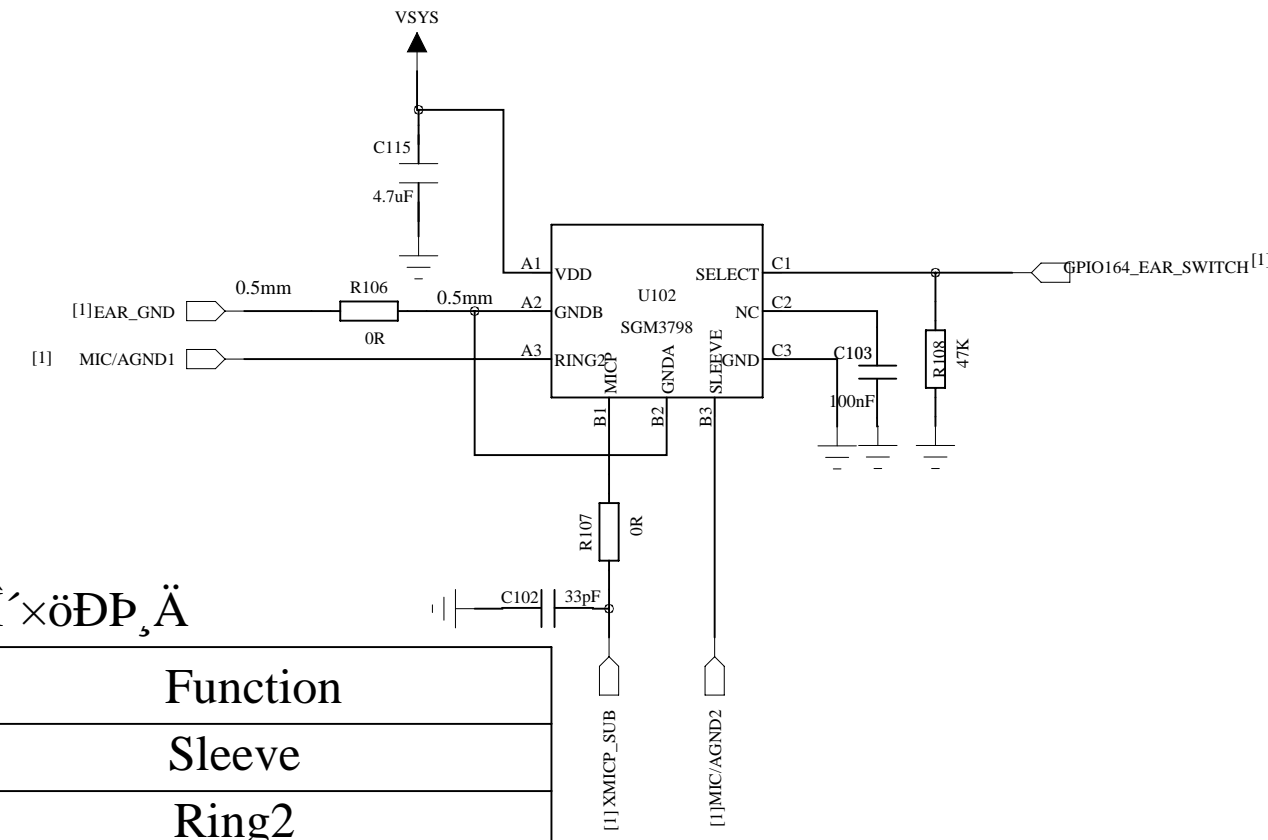 VSYS
C115
4.7uF
A1
VDD
SELECT
C1
GPIO164_EAR_SWITCH
[1]
[1]EAR_GND
0.5mm
R106
0R
0.5mm
A2
GNDB
U102
SGM3798
NC
C2
[1]
MIC/AGND1
A3
RING2
MICP
GNDA
SLEEVE
GND
C3
C103
100nF
R108
47K
B1
B2
B3
R107
0R
C102
33pF
´×öÐÞ¸Ä
Function
Sleeve
Ring2
[1] XMICP_SUB
[1]MIC/AGND2